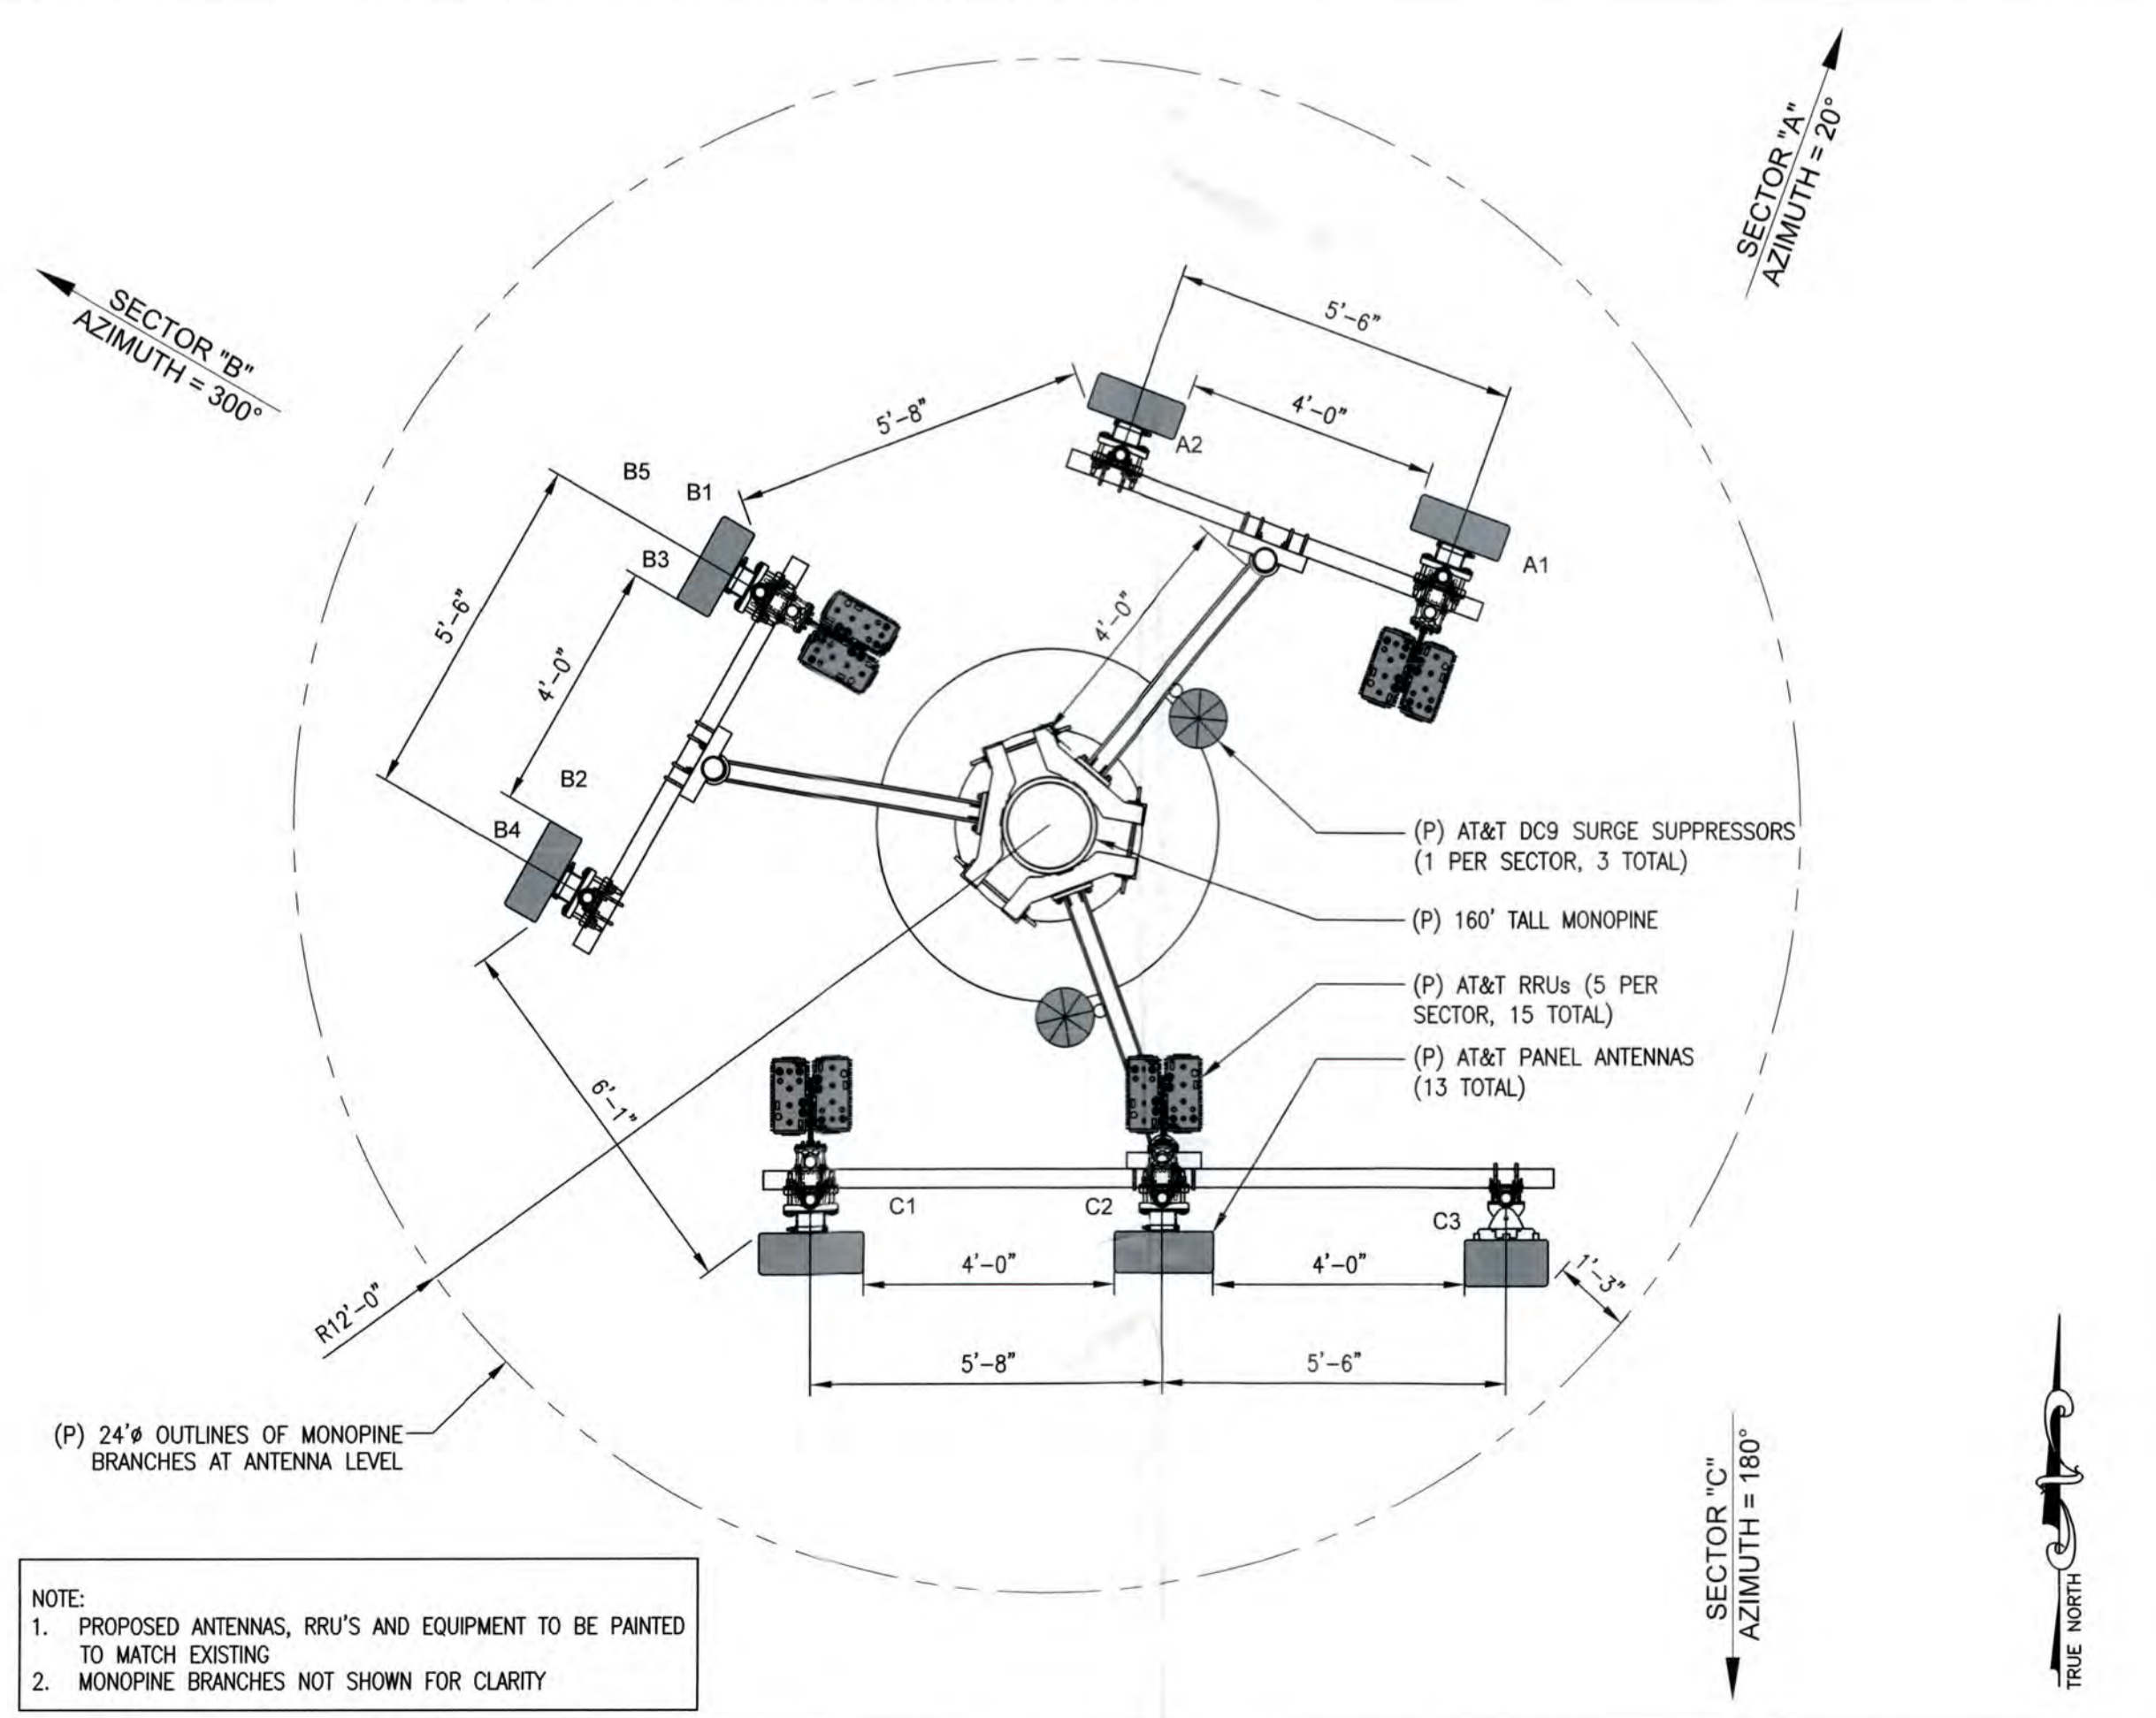 SECTOR "A"
AZIMUTH = 20°
SECTOR "B"
AZIMUTH = 300°
5'-6"
4'-0"
5'-8"
A2
A1
B5
B1
B3
5'-6"
4'-0"
4'-0"
B2
B4
(P) AT&T DC9 SURGE SUPPRESSORS
(1 PER SECTOR, 3 TOTAL)
(P) 160' TALL MONOPINE
(P) AT&T RRUs (5 PER
SECTOR, 15 TOTAL)
(P) AT&T PANEL ANTENNAS
(13 TOTAL)
6'-1"
C1
C2
C3
4'-0"
4'-0"
1'-3"
R12'-0"
5'-8"
5'-6"
(P) 24'ø OUTLINES OF MONOPINE
BRANCHES AT ANTENNA LEVEL
SECTOR "C"
AZIMUTH = 180°
TRUE NORTH
NOTE:
1. PROPOSED ANTENNAS, RRU'S AND EQUIPMENT TO BE PAINTED
TO MATCH EXISTING
2. MONOPINE BRANCHES NOT SHOWN FOR CLARITY